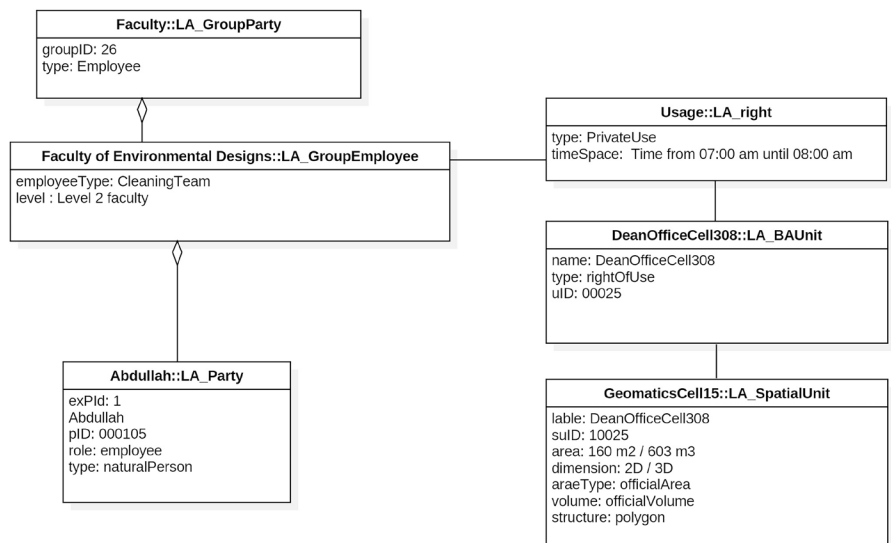 Faculty::LA_GroupParty
groupID: 26
type: Employee
Faculty of Environmental Designs::LA_GroupEmployee
employeeType: CleaningTeam
level : Level 2 faculty
Abdullah::LA_Party
exPId: 1
Abdullah
pID: 000105
role: employee
type: naturalPerson
Usage::LA_right
type: PrivateUse
timeSpace:  Time from 07:00 am until 08:00 am
DeanOfficeCell308::LA_BAUnit
name: DeanOfficeCell308
type: rightOfUse
uID: 00025
GeomaticsCell15::LA_SpatialUnit
lable: DeanOfficeCell308
suID: 10025
area: 160 m2 / 603 m3
dimension: 2D / 3D
araeType: officialArea
volume: officialVolume
structure: polygon